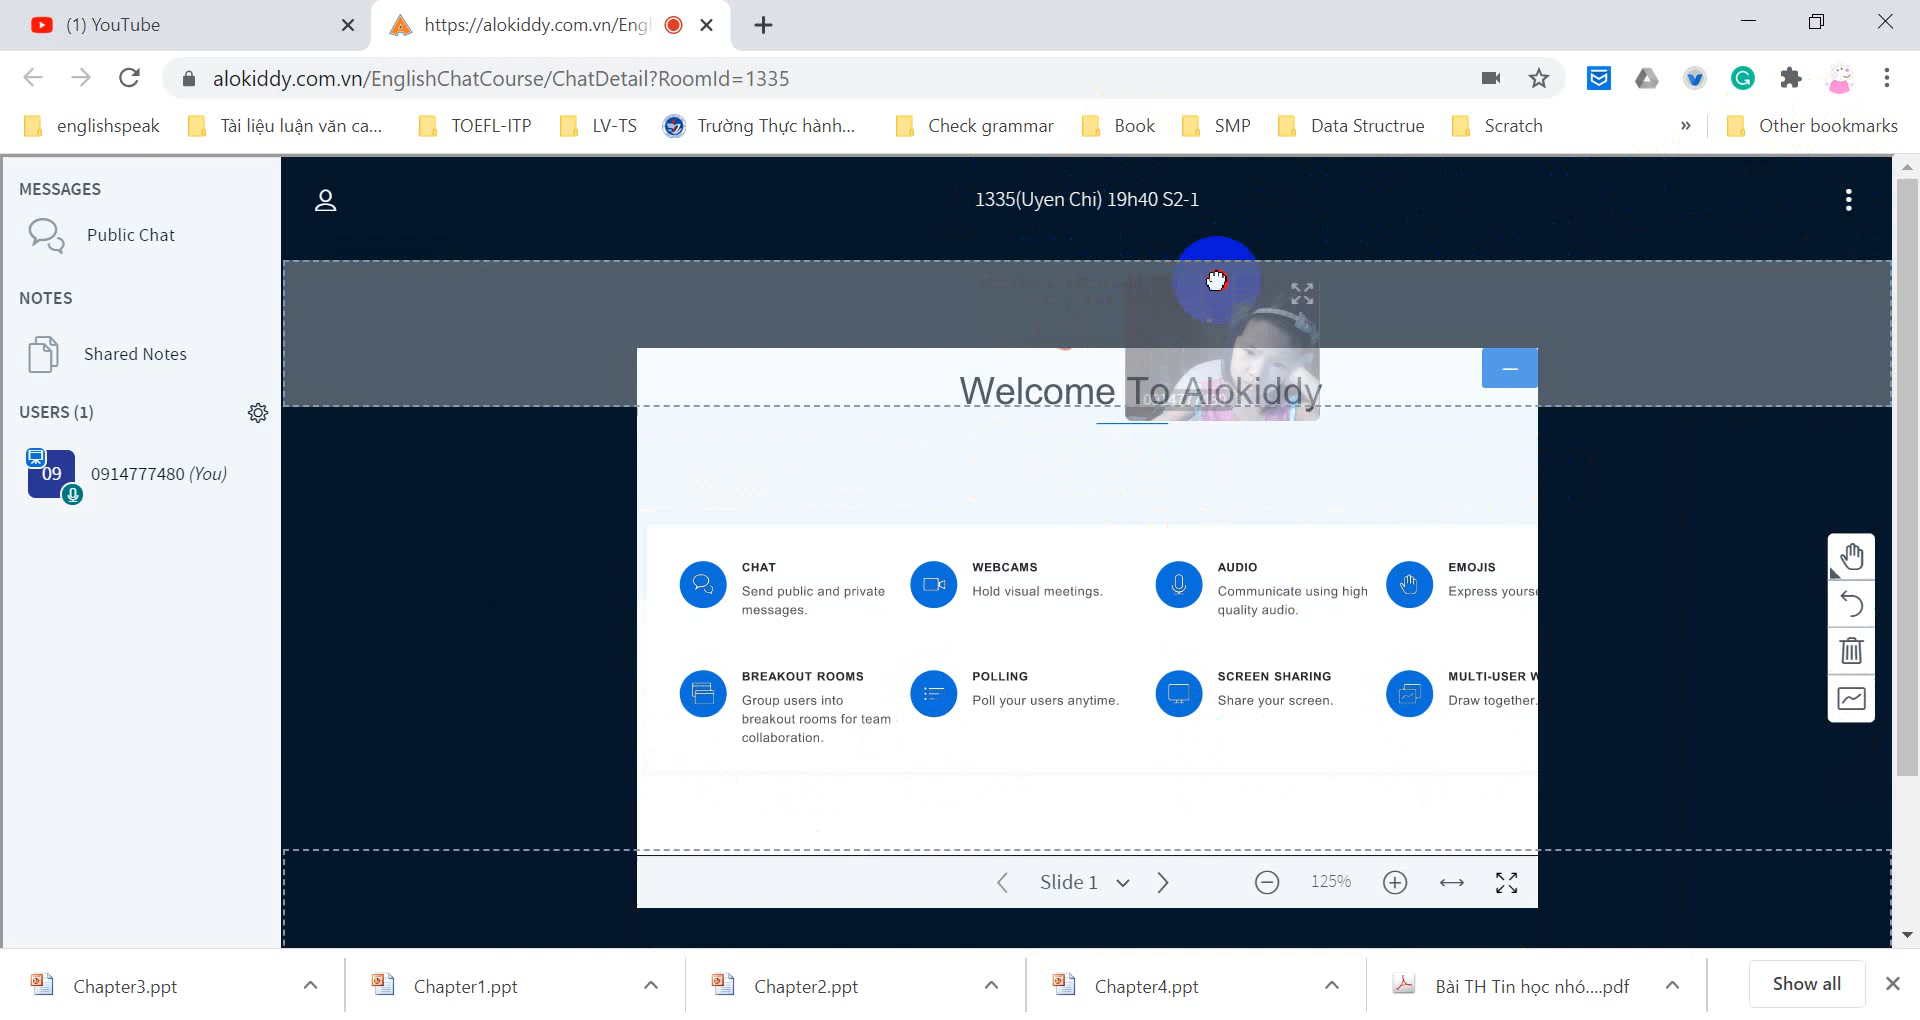 (1) YouTube
https://alokiddy.com.vn/Engl
alokiddy.com.vn/EnglishChatCourse/ChatDetail?RoomId=1335
englishspeak
Tài liệu luận văn ca...
TOEFL-ITP
LV-TS
Trường Thực hành...
Check grammar
Book
SMP
Data Structrue
Scratch
»
Other bookmarks
MESSAGES
Public Chat
NOTES
Shared Notes
USERS (1)
09
0914777480 (You)
1335(Uyen Chi) 19h40 S2-1
Welcome To Alokiddy
CHAT
Send public and private
messages.
WEBCAMS
Hold visual meetings.
AUDIO
Communicate using high
quality audio.
EMOJIS
Express yourse
BREAKOUT ROOMS
Group users into
breakout rooms for team
collaboration.
POLLING
Poll your users anytime.
SCREEN SHARING
Share your screen.
MULTI-USER W
Draw together.
Slide 1
125%
Chapter3.ppt
Chapter1.ppt
Chapter2.ppt
Chapter4.ppt
Bài TH Tin học nhó....pdf
Show all